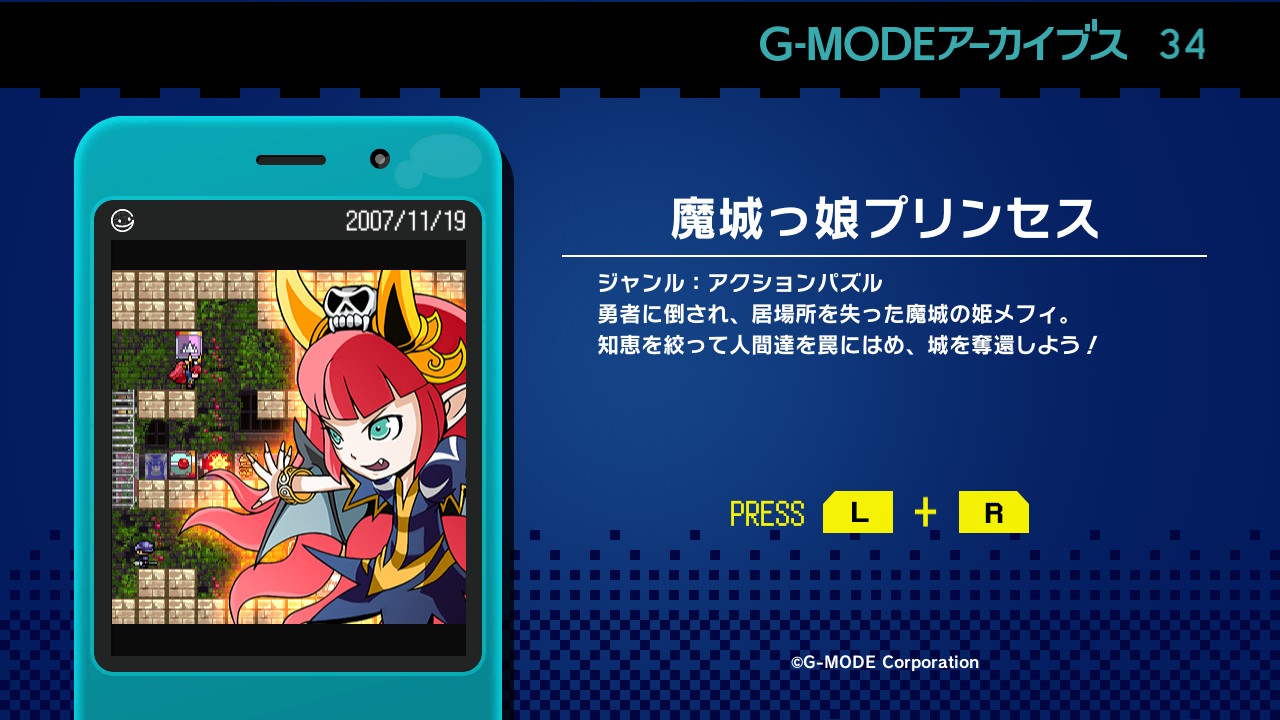 G-MODEアーカイブス 34
2007/11/19
魔城っ娘プリンセス
ジャンル：アクションパズル
勇者に倒され、居場所を失った魔城の姫メフィ。
知恵を絞って人間達を罠にはめ、城を奪還しよう！
PRESS L + R
©G-MODE Corporation